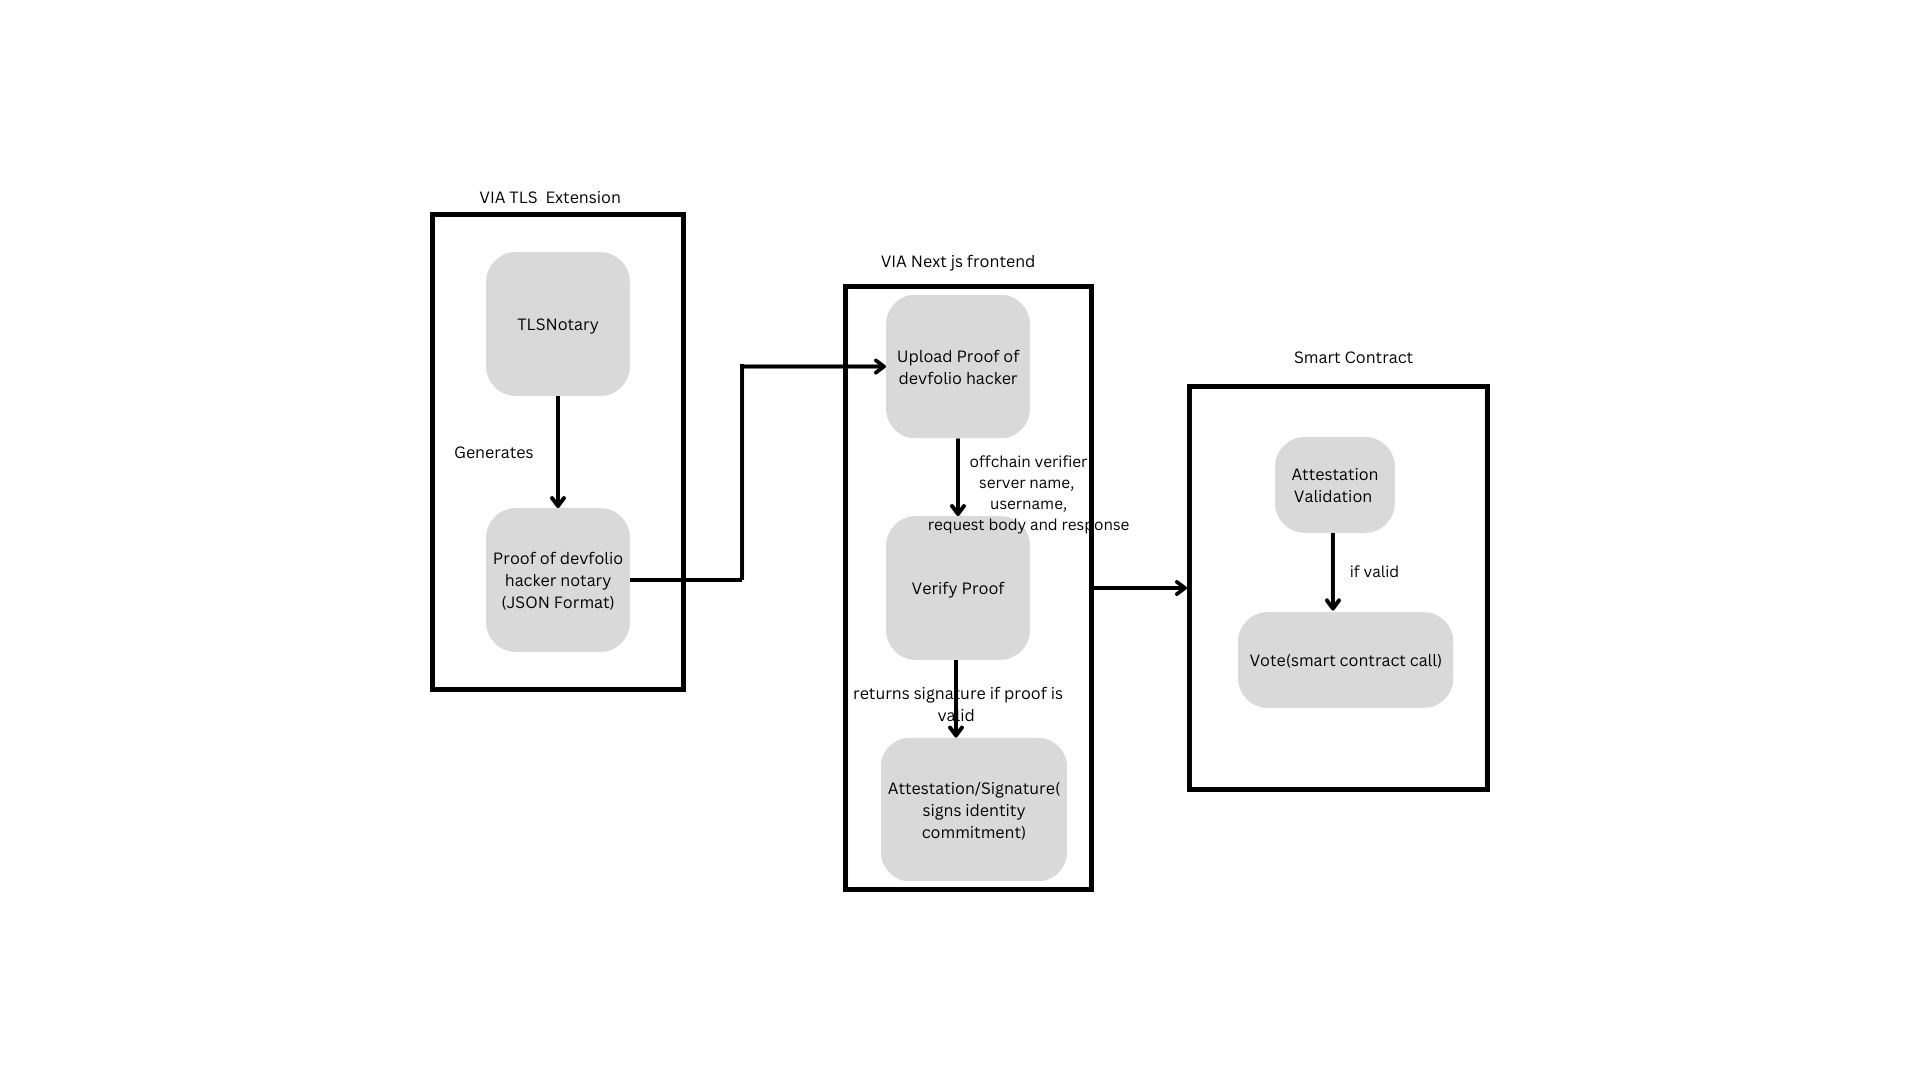 VIA TLS  Extension
TLSNotary
Generates
Proof of devfolio
hacker notary
(JSON Format)
VIA Next js frontend
Upload Proof of
devfolio hacker
offchain verifier
server name,
username,
request body and response
Verify Proof
returns signature if proof is
valid
Attestation/Signature(
signs identity
commitment)
Smart Contract
Attestation
Validation
if valid
Vote(smart contract call)